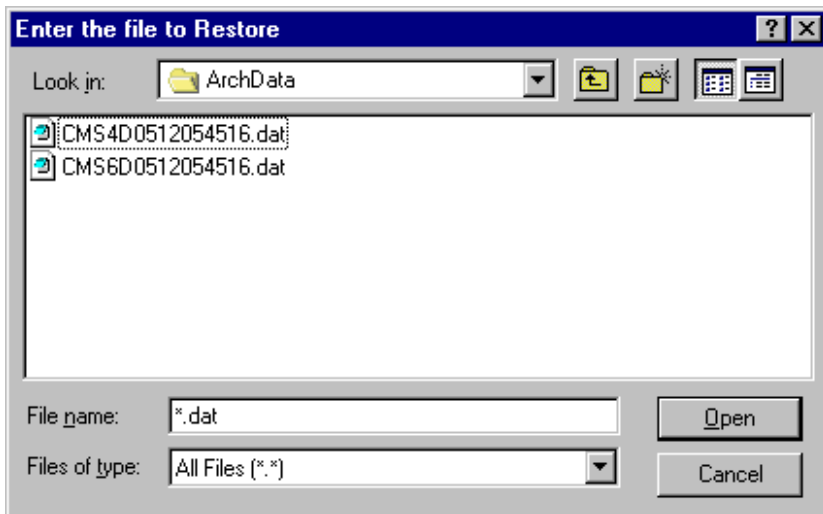 Enter the file to Restore
Look in: ArchData
CMS4D0512054516.dat
CMS6D0512054516.dat
File name: *.dat Open
Files of type: All Files (*.*) Cancel